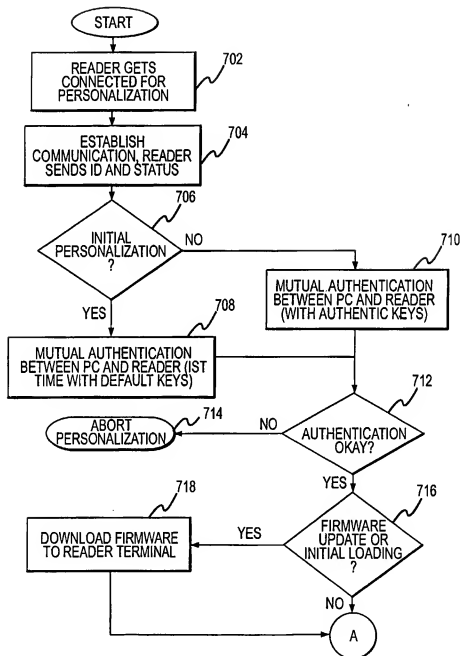 START
702
READER GETS
CONNECTED FOR
PERSONALIZATION
704
ESTABLISH
COMMUNICATION, READER
SENDS ID AND STATUS
706
INITIAL
PERSONALIZATION
?
NO
YES
710
MUTUAL AUTHENTICATION
BETWEEN PC AND READER
(WITH AUTHENTIC KEYS)
708
MUTUAL AUTHENTICATION
BETWEEN PC AND READER (IST
TIME WITH DEFAULT KEYS)
712
AUTHENTICATION
OKAY?
NO
714
ABORT
PERSONALIZATION
YES
716
FIRMWARE
UPDATE OR
INITIAL LOADING
?
YES
718
DOWNLOAD FIRMWARE
TO READER TERMINAL
NO
A